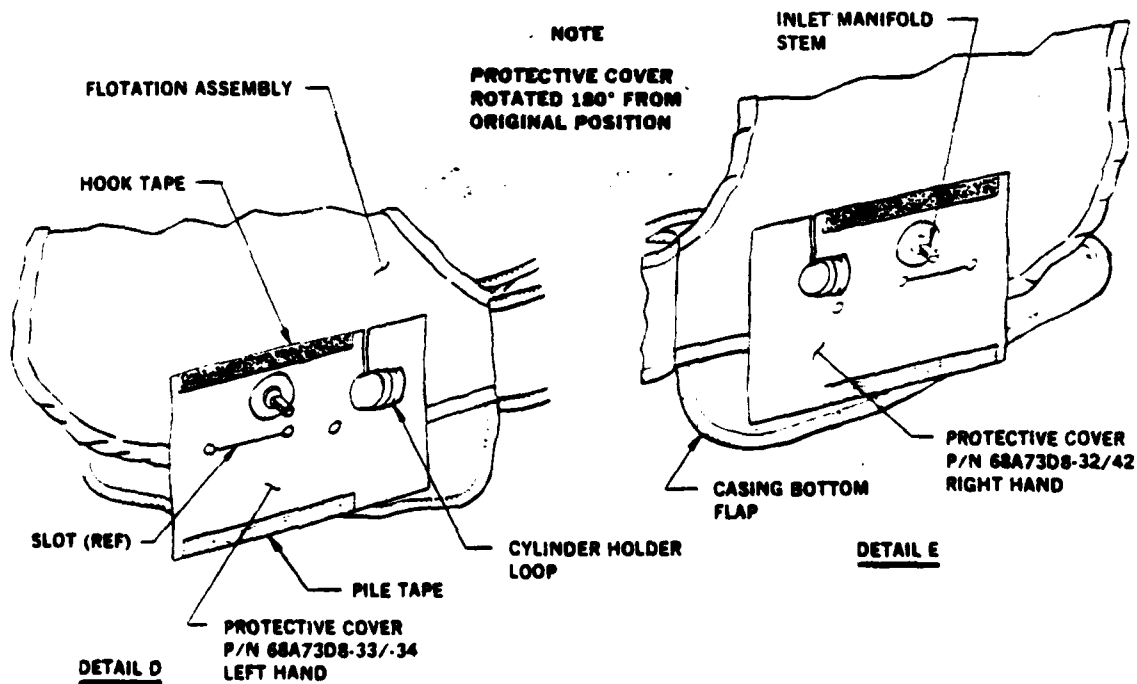 NOTE
PROTECTIVE COVER
ROTATED 180° FROM
ORIGINAL POSITION
INLET MANIFOLD
STEM
FLOTATION ASSEMBLY
HOOK TAPE
SLOT (REF)
PILE TAPE
CYLINDER HOLDER
LOOP
PROTECTIVE COVER
P/N 68A73D8-33/-34
LEFT HAND
DETAIL D
CASING BOTTOM
FLAP
PROTECTIVE COVER
P/N 68A73D8-32/42
RIGHT HAND
DETAIL E